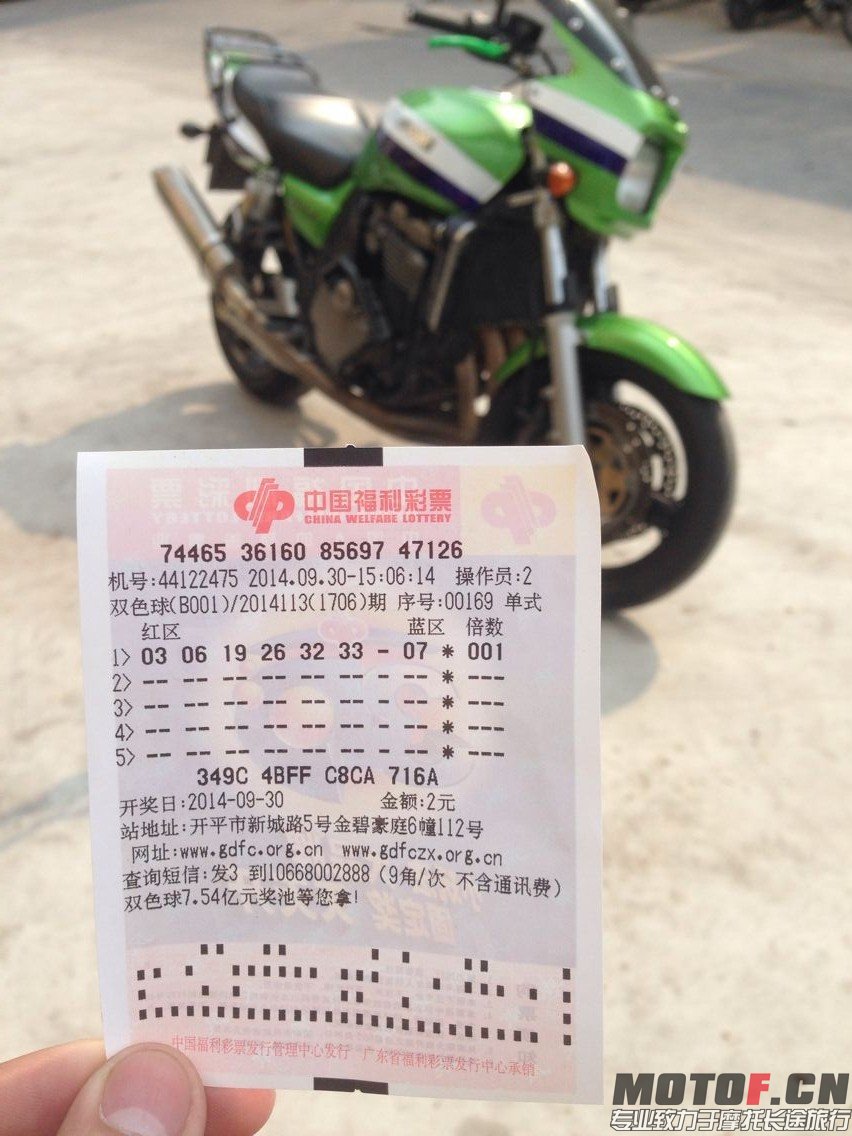 中国福利彩票
CHINA WELFARE LOTTERY
74465 36160 85697 47126
机号:44122475 2014.09.30-15:06:14 操作员:2
双色球(B001)/2014113(1706)期 序号:00169 单式
红区 蓝区 倍数
1> 03 06 19 26 32 33 - 07 * 001
2> -- -- -- -- -- -- - -- * ---
3> -- -- -- -- -- -- - -- * ---
4> -- -- -- -- -- -- - -- * ---
5> -- -- -- -- -- -- - -- * ---
349C 4BFF C8CA 716A
开奖日:2014-09-30 金额:2元
站地址:开平市新城路5号金碧豪庭6幢112号
网址:www.gdfc.org.cn www.gdfczx.org.cn
查询短信:发3 到10668002888(9角/次 不含通讯费)
双色球7.54亿元奖池等您拿!
中国福利彩票发行管理中心发行 广东省福利彩票发行中心承销
MOTOF.CN
专业致力于摩托长途旅行